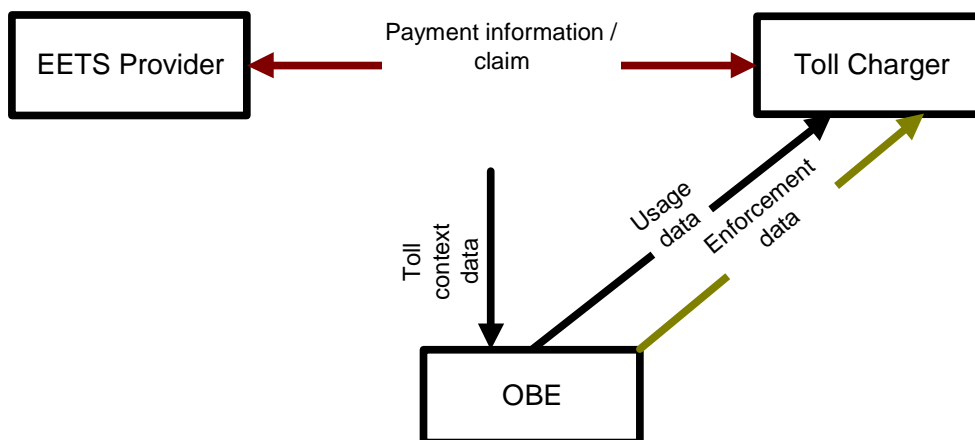 Payment information /
claim
EETS Provider
Toll Charger
Usage
data
Enforcement
data
Toll
context
data
OBE